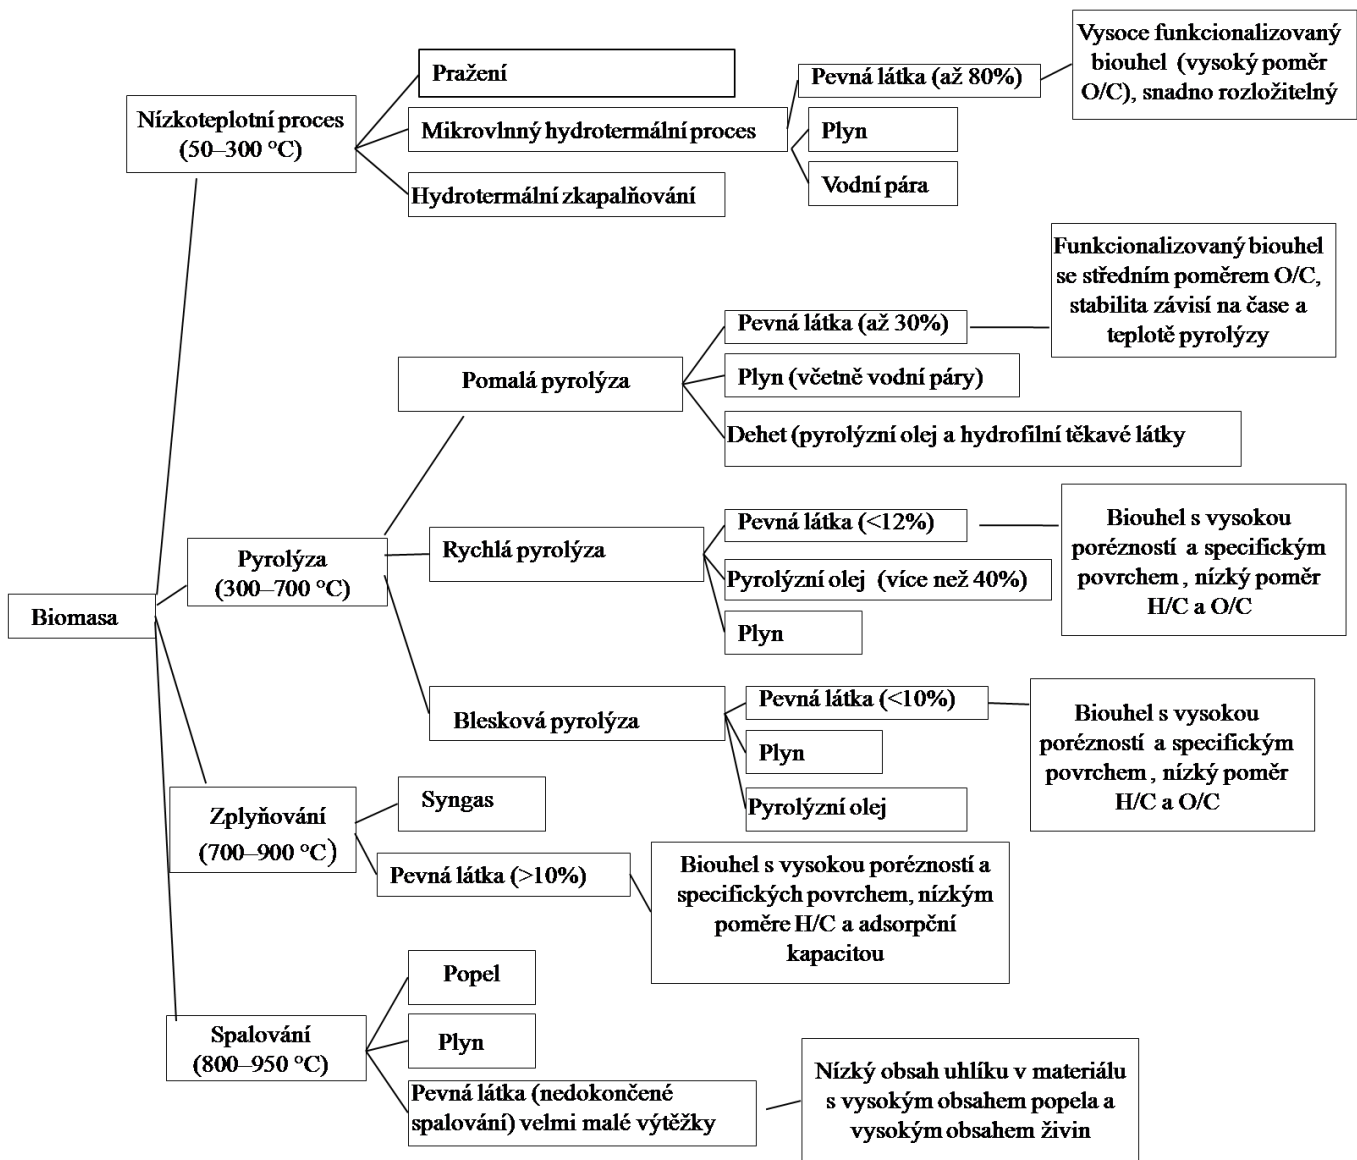 Vysoce funkcionalizovaný
biouhel (vysoký poměr
O/C), snadno rozložitelný
Pražení
Pevná látka (až 80%)
Nízkoteplotní proces
(50–300 °C)
Mikrovlnný hydrotermální proces
Plyn
Hydrotermální zkapalňování
Vodní pára
Funkcionalizovaný biouhel
se středním poměrem O/C,
stabilita závisí na čase a
teplotě pyrolýzy
Pevná látka (až 30%)
Pomalá pyrolýza
Plyn (včetně vodní páry)
Dehet (pyrolýzní olej a hydrofilní těkavé látky
Pevná látka (<12%)
Biouhel s vysokou
porézností a specifickým
povrchem , nízký poměr
H/C a O/C
Pyrolýza
(300–700 °C)
Rychlá pyrolýza
Pyrolýzní olej (více než 40%)
Plyn
Biomasa
Blesková pyrolýza
Pevná látka (<10%)
Biouhel s vysokou
porézností a specifickým
povrchem , nízký poměr
H/C a O/C
Plyn
Pyrolýzní olej
Zplyňování
(700–900 °C)
Syngas
Pevná látka (>10%)
Biouhel s vysokou porézností a
specifických povrchem, nízkým
poměre H/C a adsorpční
kapacitou
Popel
Spalování
(800–950 °C)
Plyn
Pevná látka (nedokončené
spalování) velmi malé výtěžky
Nízký obsah uhlíku v materiálu
s vysokým obsahem popela a
vysokým obsahem živin